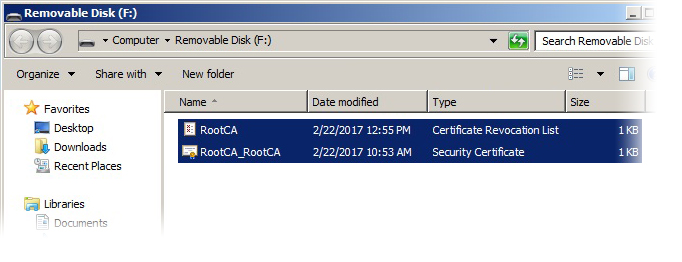 Removable Disk (F:)
Computer Removable Disk (F:) Search Removable Disk
Organize Share with New folder
Name Date modified Type Size
Favorites
Desktop
Downloads
Recent Places
Libraries
Documents
RootCA 2/22/2017 12:55 PM Certificate Revocation List 1 KB
RootCA_RootCA 2/22/2017 10:53 AM Security Certificate 1 KB